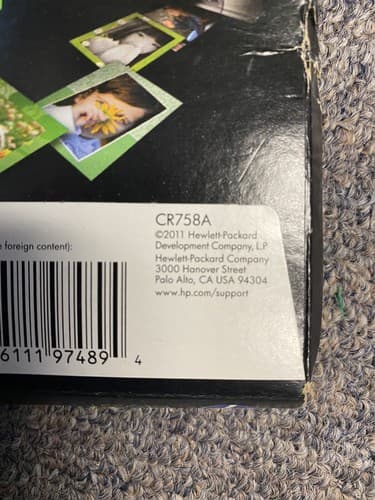 CR758A
©2011 Hewlett-Packard
Development Company, L.P
Hewlett-Packard Company
3000 Hanover Street
Palo Alto, CA USA 94304
www.hp.com/support
foreign content):
6111 97489 4